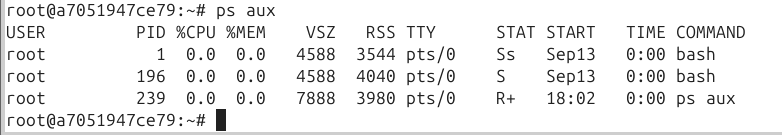 root@a7051947ce79:~# ps aux
USER         PID %CPU %MEM    VSZ   RSS TTY      STAT START   TIME COMMAND
root           1  0.0  0.0   4588  3544 pts/0    Ss   Sep13   0:00 bash
root         196  0.0  0.0   4588  4040 pts/0    S    Sep13   0:00 bash
root         239  0.0  0.0   7888  3980 pts/0    R+   18:02   0:00 ps aux
root@a7051947ce79:~#